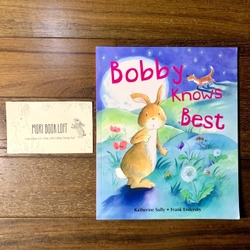 MORI BOOK LOFT
Bobby
Knows
Best
Katherine Sully • Frank Endersby